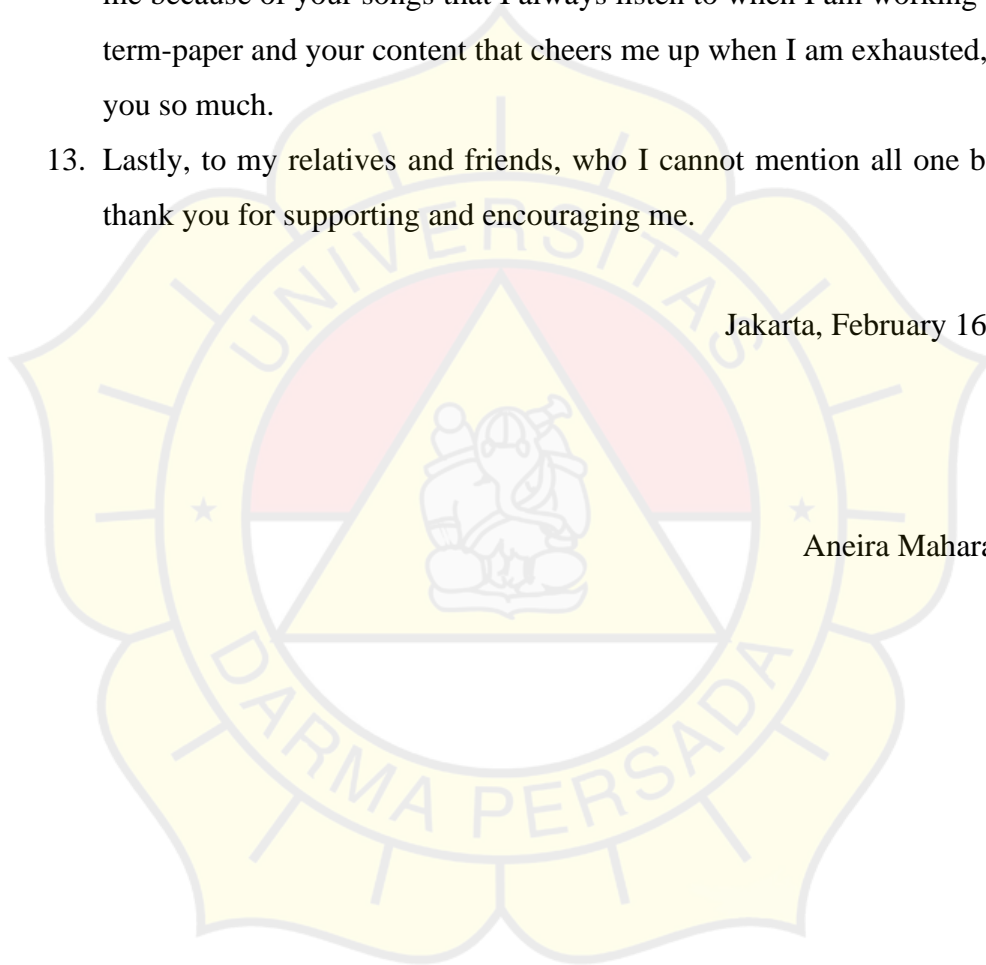 me because of your songs that I always listen to when I am working
term-paper and your content that cheers me up when I am exhausted,
you so much.
13. Lastly, to my relatives and friends, who I cannot mention all one b
thank you for supporting and encouraging me.
Jakarta, February 16
Aneira Mahara
UNIVERSITAS
DARMA PERSADA